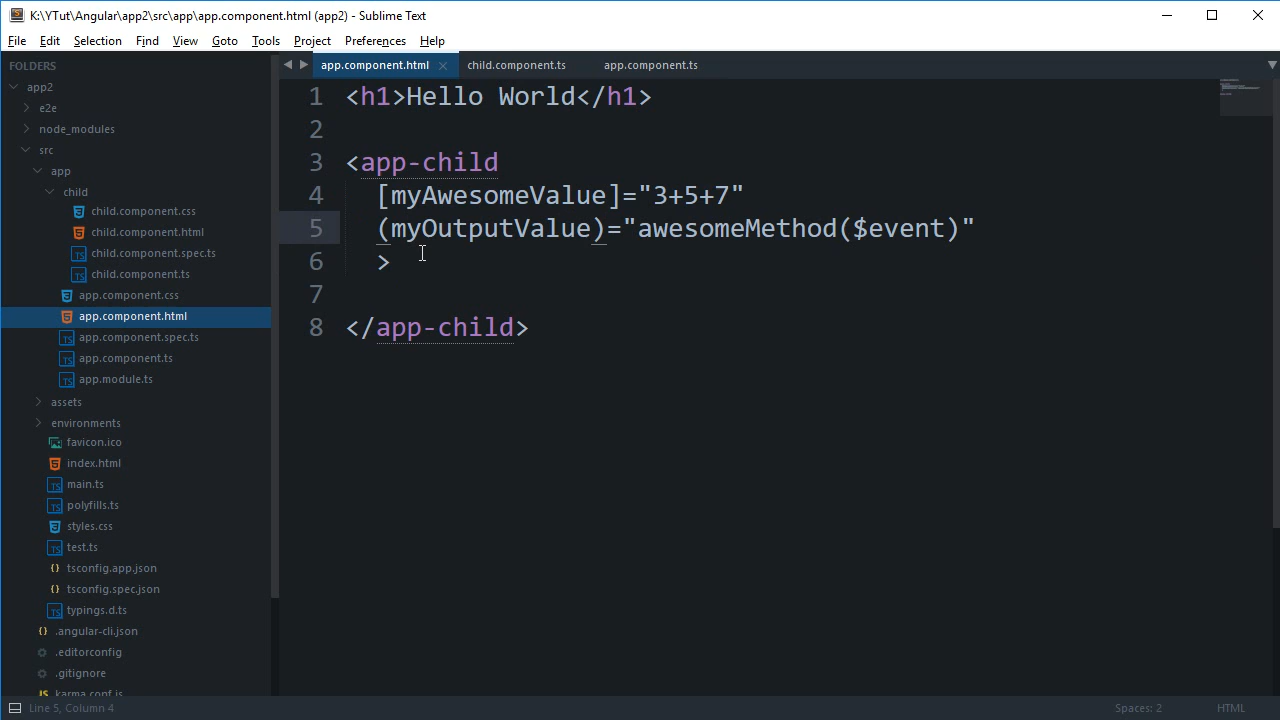 K:\YTut\Angular\app2\src\app\app.component.html (app2) - Sublime Text
File Edit Selection Find View Goto Tools Project Preferences Help
FOLDERS
app2
e2e
node_modules
src
app
child
child.component.css
child.component.html
child.component.spec.ts
child.component.ts
app.component.css
app.component.html
app.component.spec.ts
app.component.ts
app.module.ts
assets
environments
favicon.ico
index.html
main.ts
polyfills.ts
styles.css
test.ts
tsconfig.app.json
tsconfig.spec.json
typings.d.ts
.angular-cli.json
.editorconfig
.gitignore
karma.conf.js
app.component.html child.component.ts app.component.ts
1 <h1>Hello World</h1>
2
3 <app-child
4 [myAwesomeValue]="3+5+7"
5 (myOutputValue)="awesomeMethod($event)"
6 >
7
8 </app-child>
Line 5, Column 4 Spaces: 2 HTML